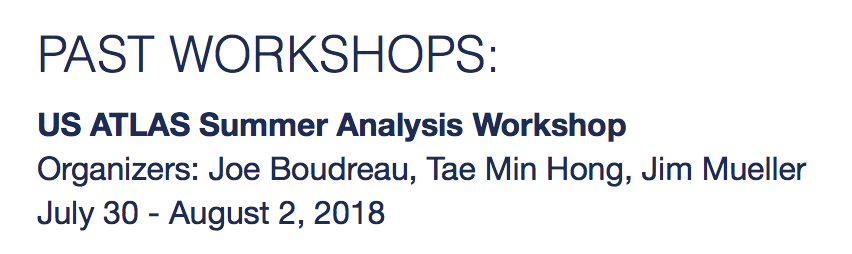 PAST WORKSHOPS:
US ATLAS Summer Analysis Workshop
Organizers: Joe Boudreau, Tae Min Hong, Jim Mueller
July 30 - August 2, 2018